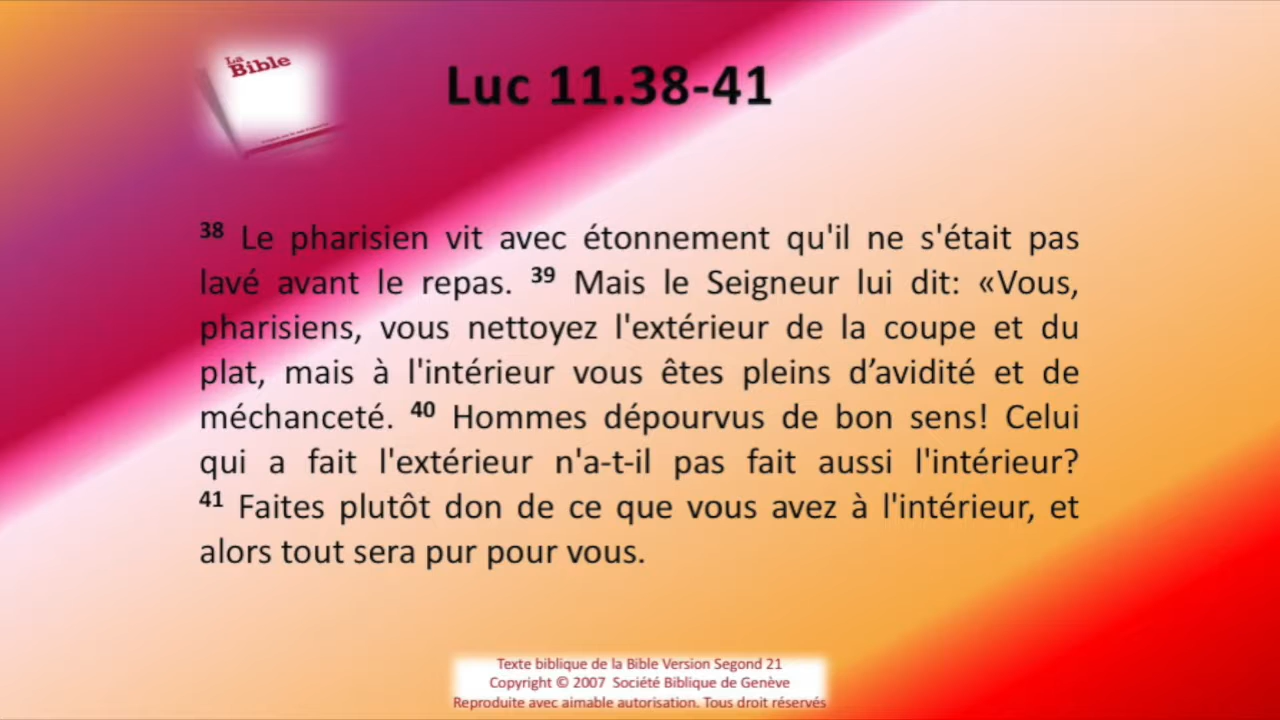 La
Bible
Luc 11.38-41
38 Le pharisien vit avec étonnement qu'il ne s'était pas
lavé avant le repas. 39 Mais le Seigneur lui dit: «Vous,
pharisiens, vous nettoyez l'extérieur de la coupe et du
plat, mais à l'intérieur vous êtes pleins d’avidité et de
méchanceté. 40 Hommes dépourvus de bon sens! Celui
qui a fait l'extérieur n'a-t-il pas fait aussi l'intérieur?
41 Faites plutôt don de ce que vous avez à l'intérieur, et
alors tout sera pur pour vous.
Texte biblique de la Bible Version Segond 21
Copyright © 2007 Société Biblique de Genève
Reproduite avec aimable autorisation. Tous droit réservés